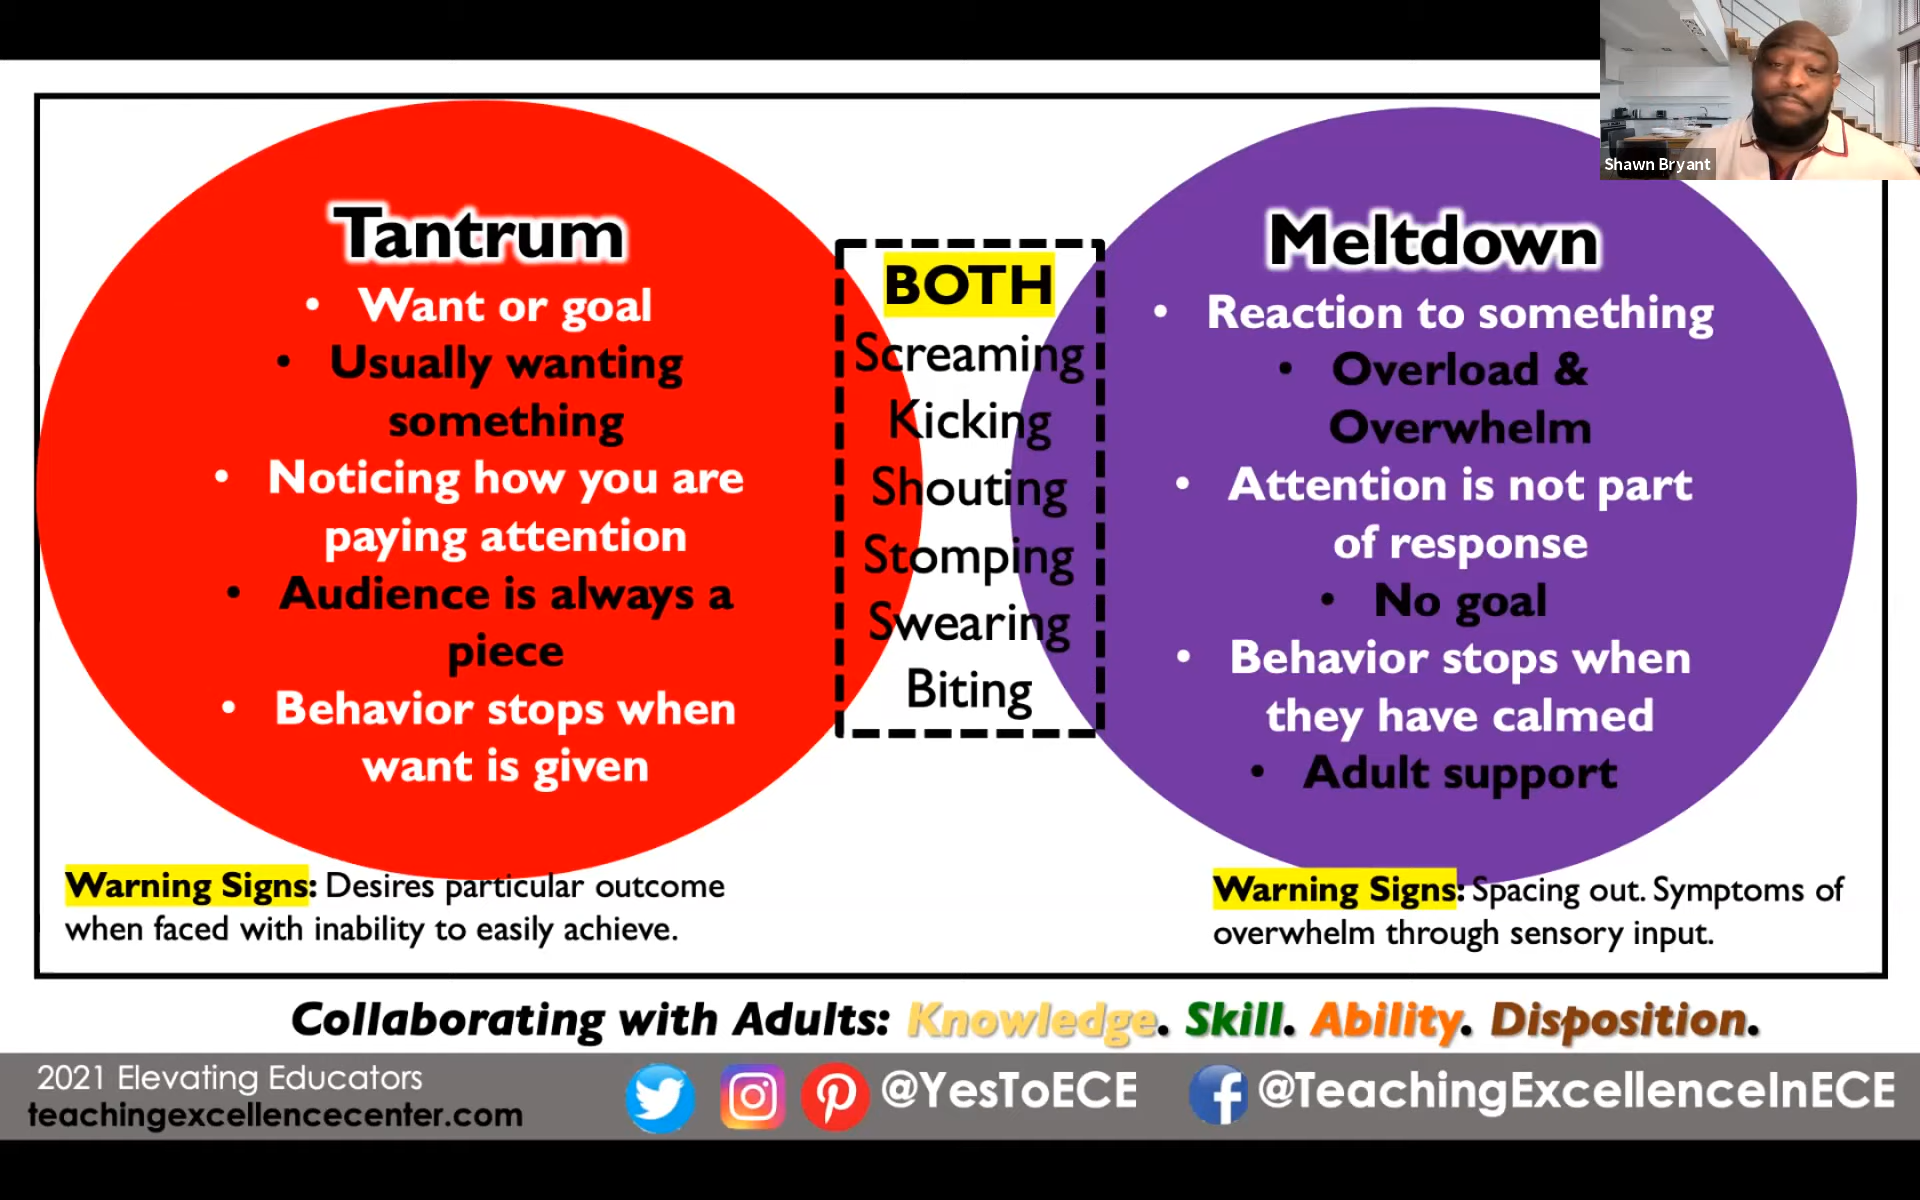 Shawn Bryant
Tantrum
• Want or goal
• Usually wanting
something
• Noticing how you are
paying attention
• Audience is always a
piece
• Behavior stops when
want is given
BOTH
Screaming
Kicking
Shouting
Stomping
Swearing
Biting
Meltdown
• Reaction to something
• Overload &
Overwhelm
• Attention is not part
of response
• No goal
• Behavior stops when
they have calmed
• Adult support
Warning Signs: Desires particular outcome
when faced with inability to easily achieve.
Warning Signs: Spacing out. Symptoms of
overwhelm through sensory input.
Collaborating with Adults: Knowledge. Skill. Ability. Disposition.
2021 Elevating Educators
teachingexcellencecenter.com
@YesToECE
@TeachingExcellenceInECE